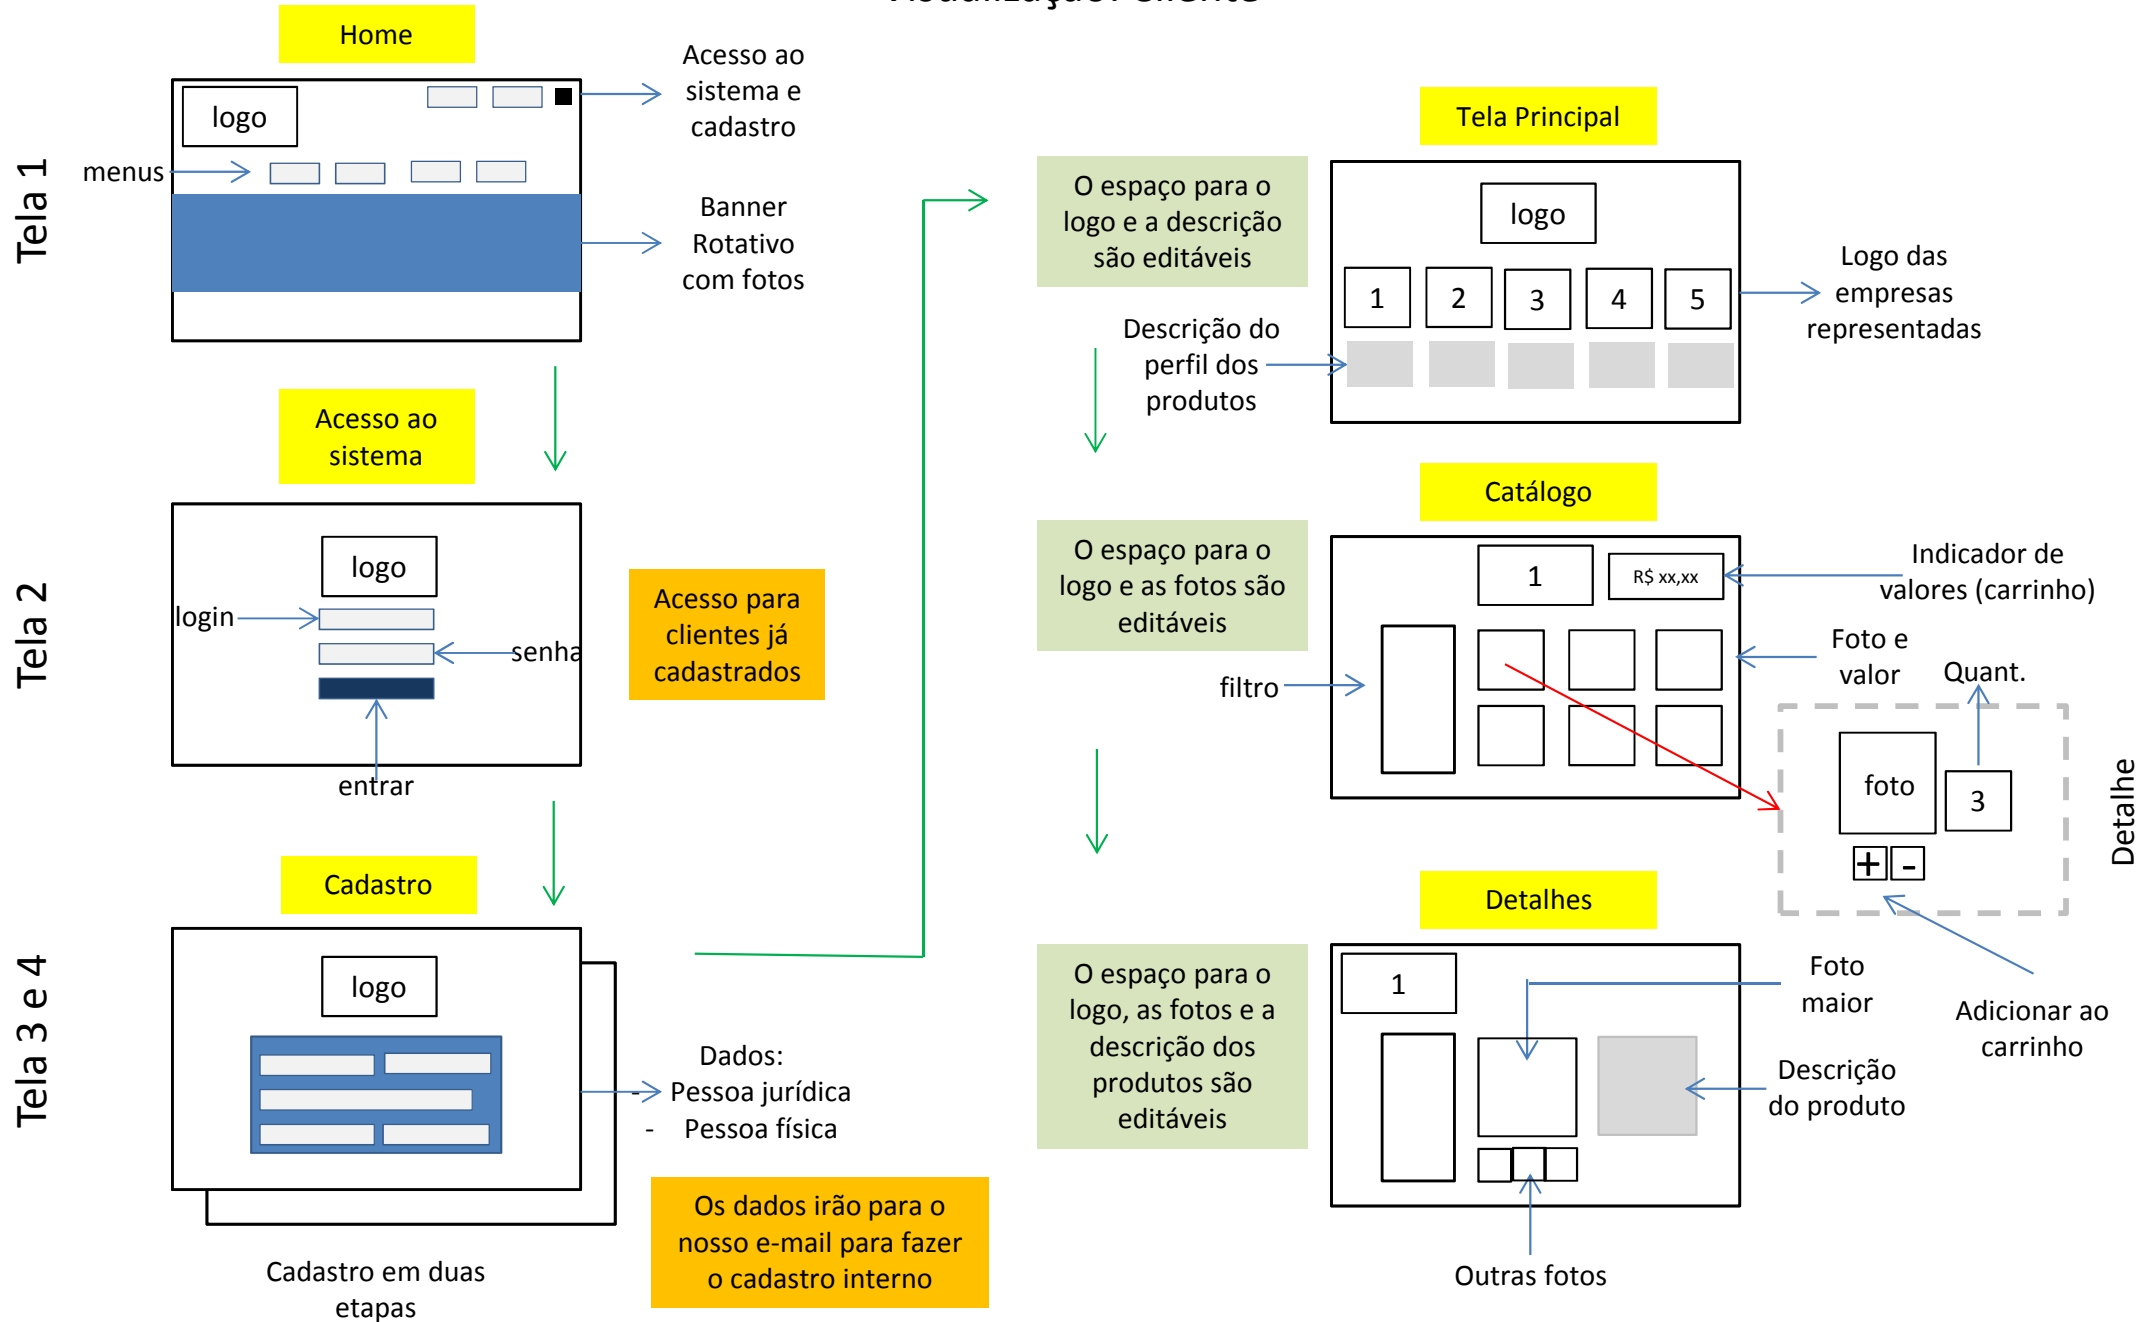 Visualização: Cliente
Home
Tela 1
logo
Acesso ao
sistema e
cadastro
menus
Banner
Rotativo
com fotos
Acesso ao
sistema
Tela 2
logo
login
senha
entrar
Acesso para
clientes já
cadastrados
Cadastro
Tela 3 e 4
logo
Dados:
- Pessoa jurídica
- Pessoa física
Os dados irão para o
nosso e-mail para fazer
o cadastro interno
Cadastro em duas
etapas
Tela Principal
O espaço para o
logo e a descrição
são editáveis
logo
1 2 3 4 5
Logo das
empresas
representadas
Descrição do
perfil dos
produtos
Catálogo
O espaço para o
logo e as fotos são
editáveis
1
R$ xx,xx
Indicador de
valores (carrinho)
filtro
Foto e
valor
Quant.
foto
3
+ -
Detalhe
Adicionar ao
carrinho
Detalhes
O espaço para o
logo, as fotos e a
descrição dos
produtos são
editáveis
1
Foto
maior
Descrição
do produto
Outras fotos